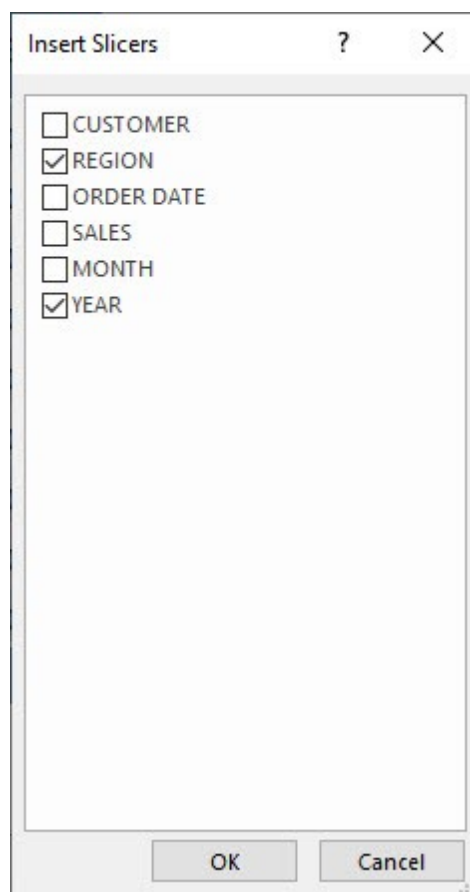 Insert Slicers ?
CUSTOMER
REGION
ORDER DATE
SALES
MONTH
YEAR
OK Cancel